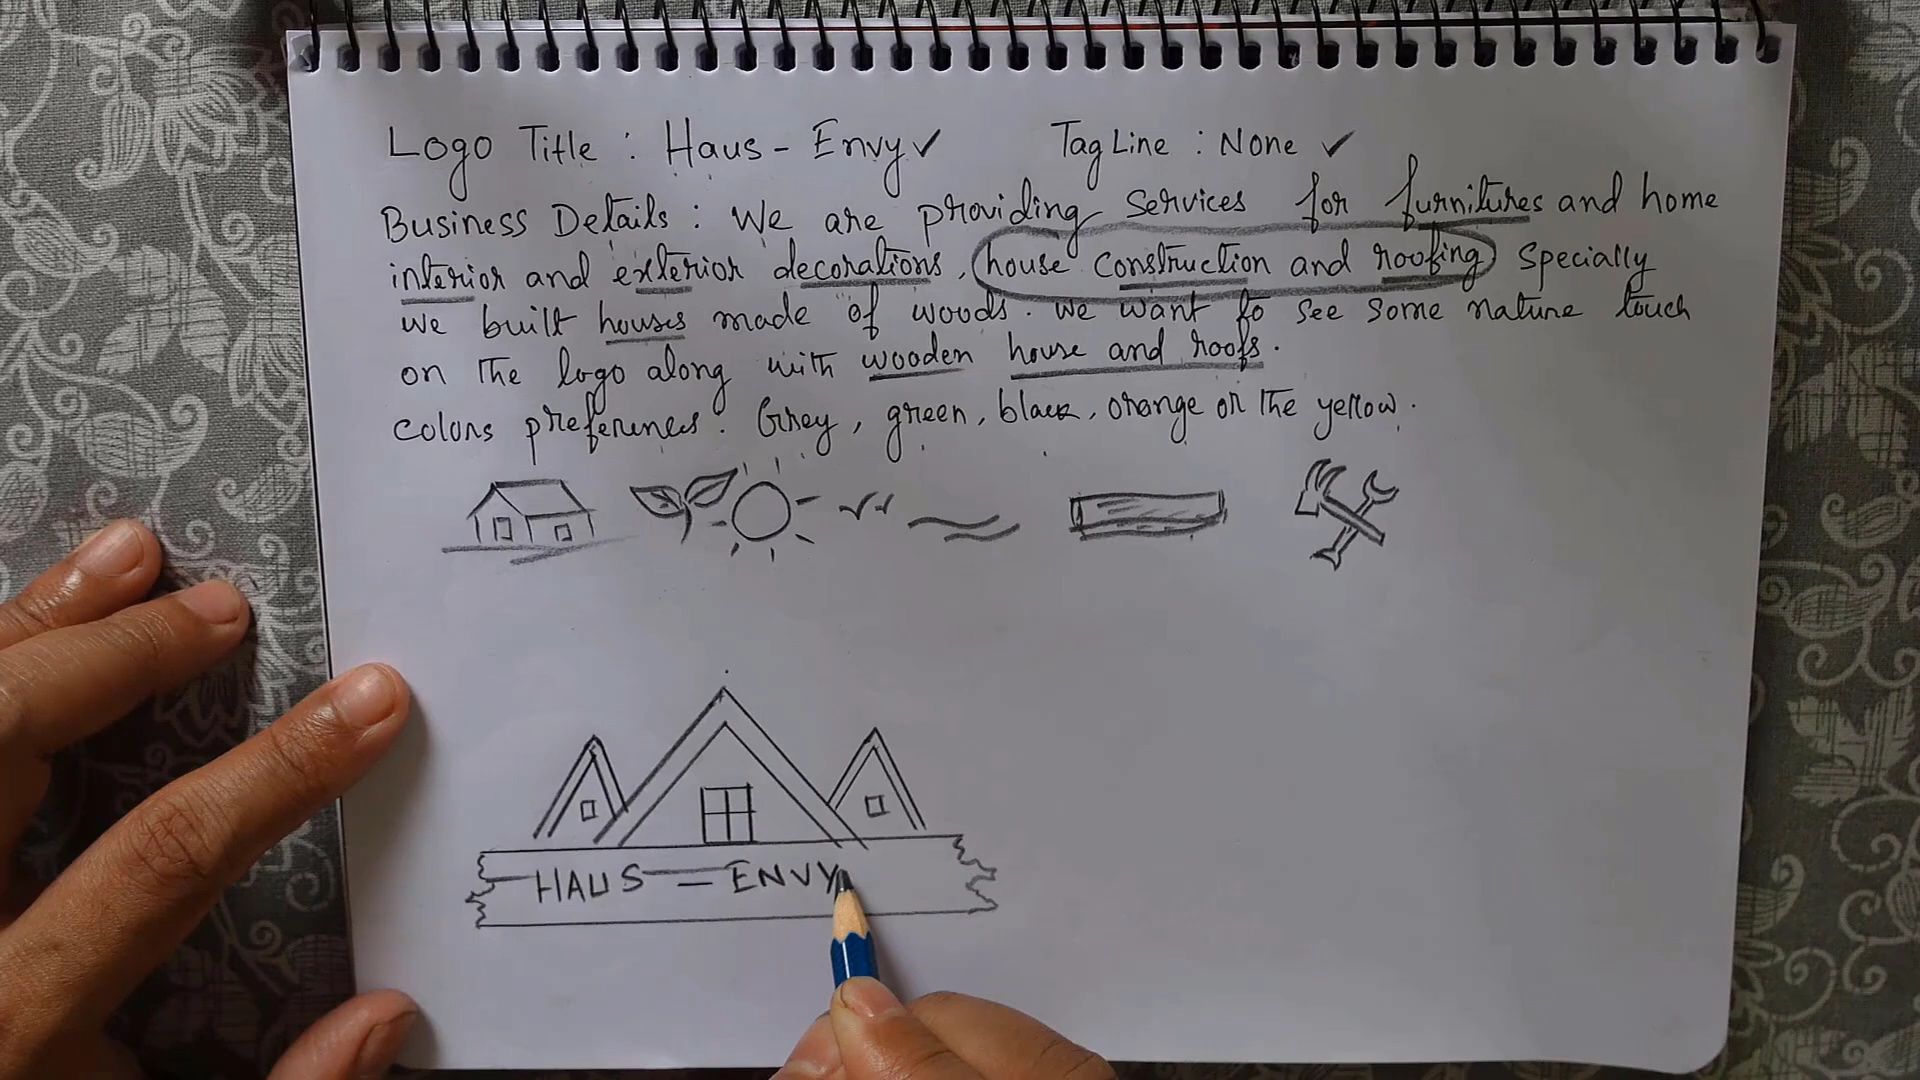 Logo Title : Haus - Envy ✓ TagLine : None ✓
Business Details : We are providing services for furnitures and home
interior and exterior decorations, house construction and roofing specially
we built houses made of woods. we want to see some nature touch
on the logo along with wooden house and roofs.
colors preferences : Grey, green, black, orange or the yellow.
HAUS - ENVY